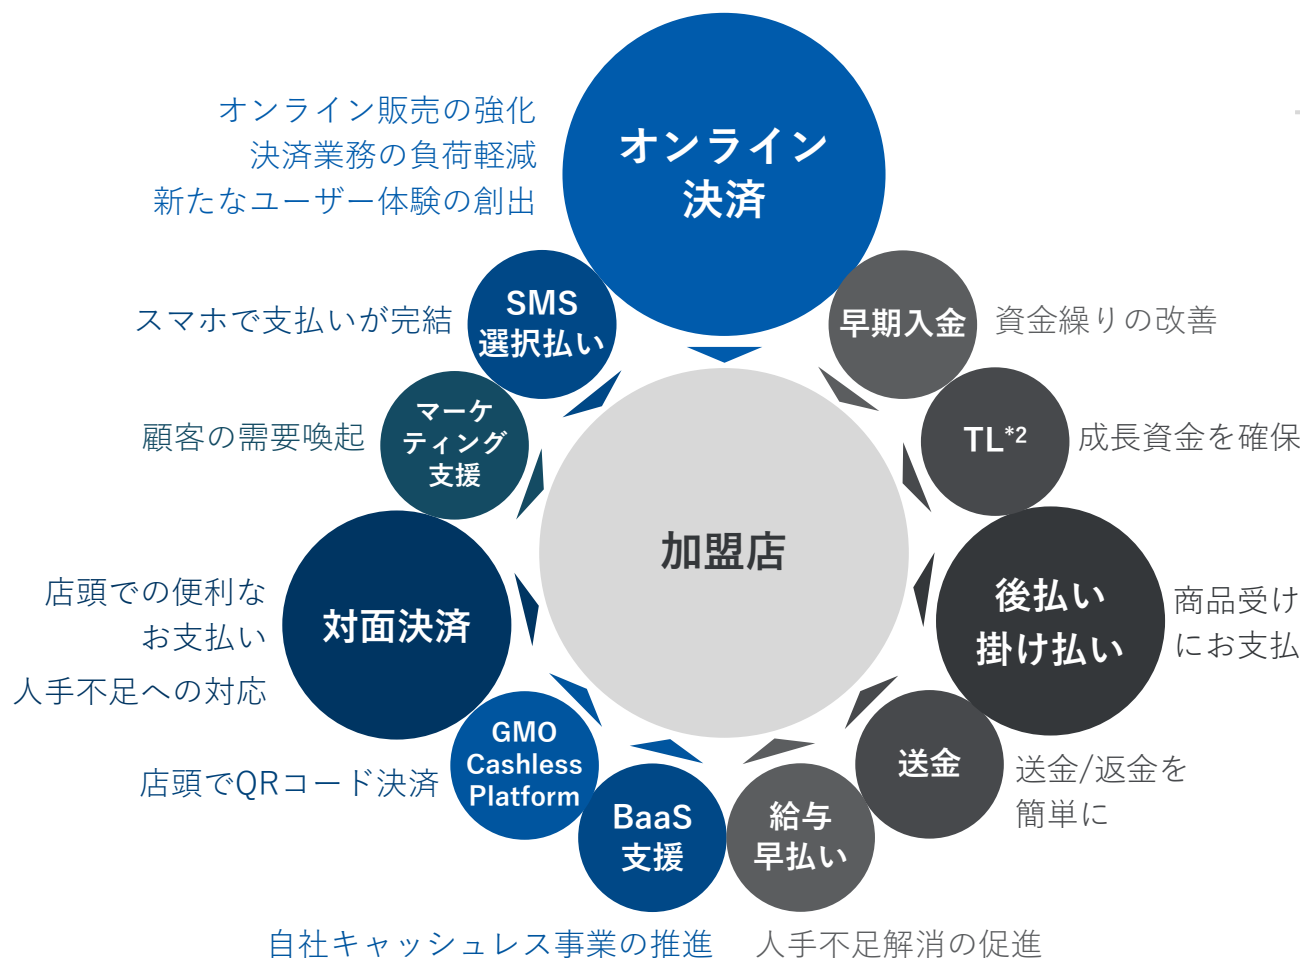 オンライン販売の強化
決済業務の負荷軽減
新たなユーザー体験の創出
オンライン
決済
スマホで支払いが完結
SMS
選択払い
早期入金
資金繰りの改善
顧客の需要喚起
マーケ
ティング
支援
TL*2
成長資金を確保
加盟店
店頭での便利な
お支払い
人手不足への対応
対面決済
後払い
掛け払い
商品受け
にお支払
店頭でQRコード決済
GMO
Cashless
Platform
BaaS
支援
給与
早払い
送金
送金/返金を
簡単に
自社キャッシュレス事業の推進
人手不足解消の促進